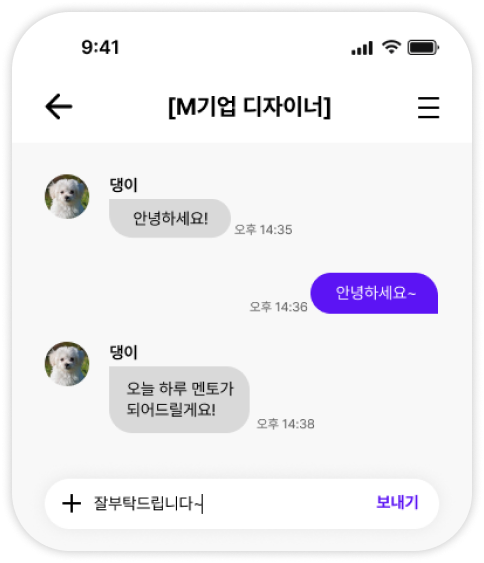 9:41
[M기업 디자이너]
댕이
안녕하세요!
오후 14:35
안녕하세요~
오후 14:36
댕이
오늘 하루 멘토가
되어드릴게요!
오후 14:38
잘부탁드립니다~
보내기